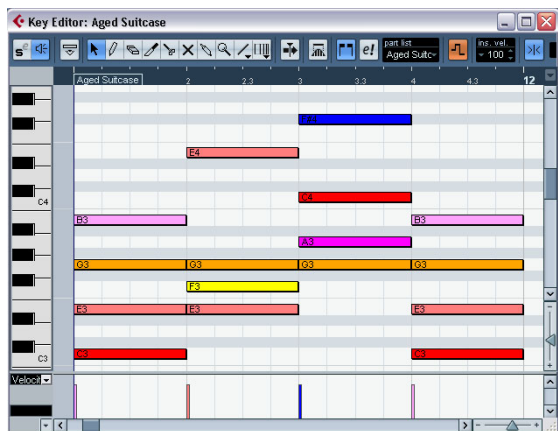 Key Editor: Aged Suitcase
part list
ins. vel.
Aged Suitc
100
Aged Suitcase 2 2.3 3 3.3 4 4.3 12
F#4
E4
C4
C4
B3 B3
A3
G3 G3 G3 G3
F3
E3 E3 E3
C3 C3 C3
Velocit